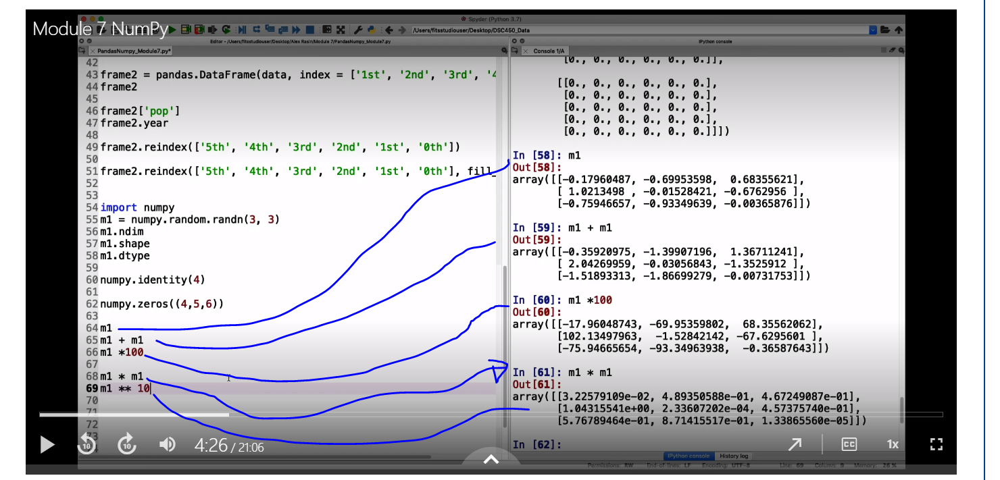 Spyder (Python 3.7)
Module 7 NumPy
/Users/fitsstudiouser/Desktop/DSC450_Data
Editor - /Users/fitsstudiouser/Desktop/Alex Rasin/Module 7/PandasNumpy_Module7.py
PandasNumpy_Module7.py*
42
43 frame2 = pandas.DataFrame(data, index = ['1st', '2nd', '3rd', '4
44 frame2
45
46 frame2['pop']
47 frame2.year
48
49 frame2.reindex(['5th', '4th', '3rd', '2nd', '1st', '0th'])
50
51 frame2.reindex(['5th', '4th', '3rd', '2nd', '1st', '0th'], fill_
52
53
54 import numpy
55 m1 = numpy.random.randn(3, 3)
56 m1.ndim
57 m1.shape
58 m1.dtype
59
60 numpy.identity(4)
61
62 numpy.zeros((4,5,6))
63
64 m1
65 m1 + m1
66 m1 *100
67
68 m1 * m1
69 m1 ** 10
70
71
72
73
IPython console
Console 1/A
[0., 0., 0., 0., 0., 0.]],
[[0., 0., 0., 0., 0., 0.],
[0., 0., 0., 0., 0., 0.],
[0., 0., 0., 0., 0., 0.],
[0., 0., 0., 0., 0., 0.],
[0., 0., 0., 0., 0., 0.]]])
In [58]: m1
Out[58]:
array([[-0.17960487, -0.69953598, 0.68355621],
[ 1.0213498 , -0.01528421, -0.6762956 ],
[-0.75946657, -0.93349639, -0.00365876]])
In [59]: m1 + m1
Out[59]:
array([[-0.35920975, -1.39907196, 1.36711241],
[ 2.04269959, -0.03056843, -1.3525912 ],
[-1.51893313, -1.86699279, -0.00731753]])
In [60]: m1 *100
Out[60]:
array([[-17.96048743, -69.95359802, 68.35562062],
[102.13497963, -1.52842142, -67.6295601 ],
[-75.94665654, -93.34963938, -0.36587643]])
In [61]: m1 * m1
Out[61]:
array([[3.22579109e-02, 4.89350588e-01, 4.67249087e-01],
[1.04315541e+00, 2.33607202e-04, 4.57375740e-01],
[5.76789464e-01, 8.71415517e-01, 1.33865560e-05]])
In [62]:
10
10
4:26 / 21:06
CC
1x
IPython console
History log
Permissions: RW End-of-lines: LF Encoding: UTF-8 Line: 69 Column: 9 Memory: 26 %